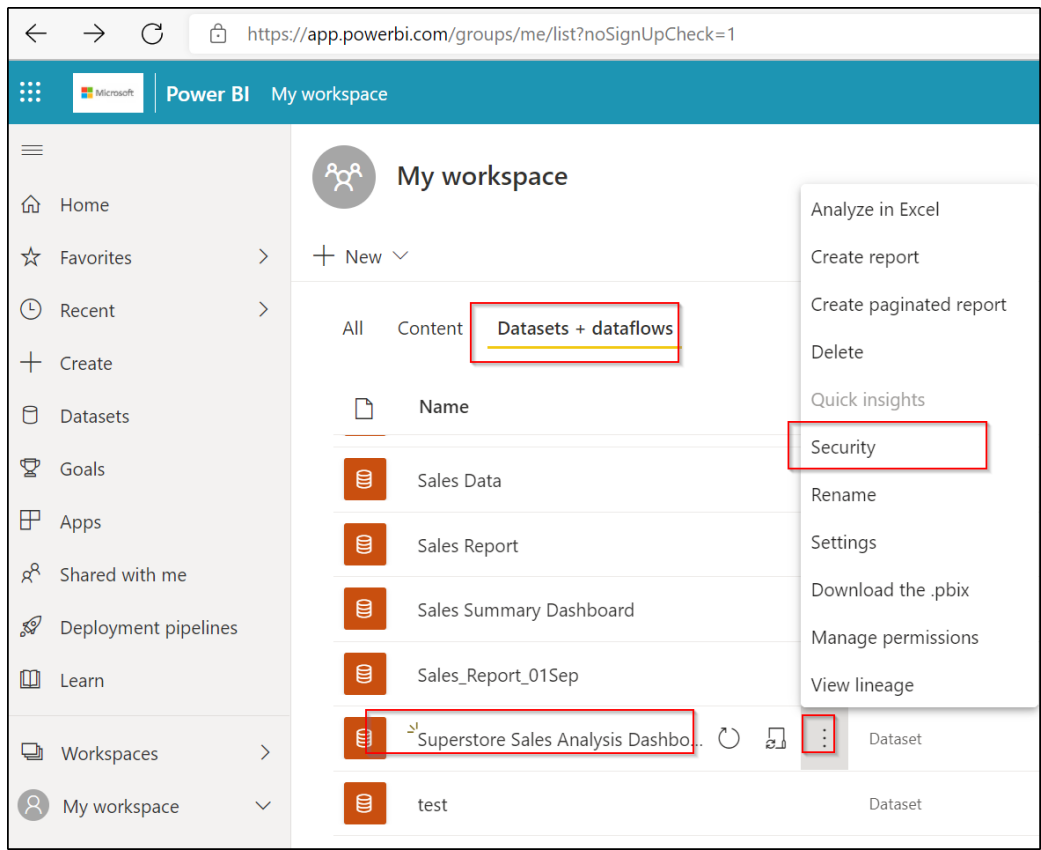 https://app.powerbi.com/groups/me/list?noSignUpCheck=1
Microsoft
Power BI
My workspace
Home
Favorites
Recent
Create
Datasets
Goals
Apps
Shared with me
Deployment pipelines
Learn
Workspaces
My workspace
My workspace
New
All
Content
Datasets + dataflows
Name
Sales Data
Sales Report
Sales Summary Dashboard
Sales_Report_01Sep
Superstore Sales Analysis Dashbo...
Dataset
test
Dataset
Analyze in Excel
Create report
Create paginated report
Delete
Quick insights
Security
Rename
Settings
Download the .pbix
Manage permissions
View lineage